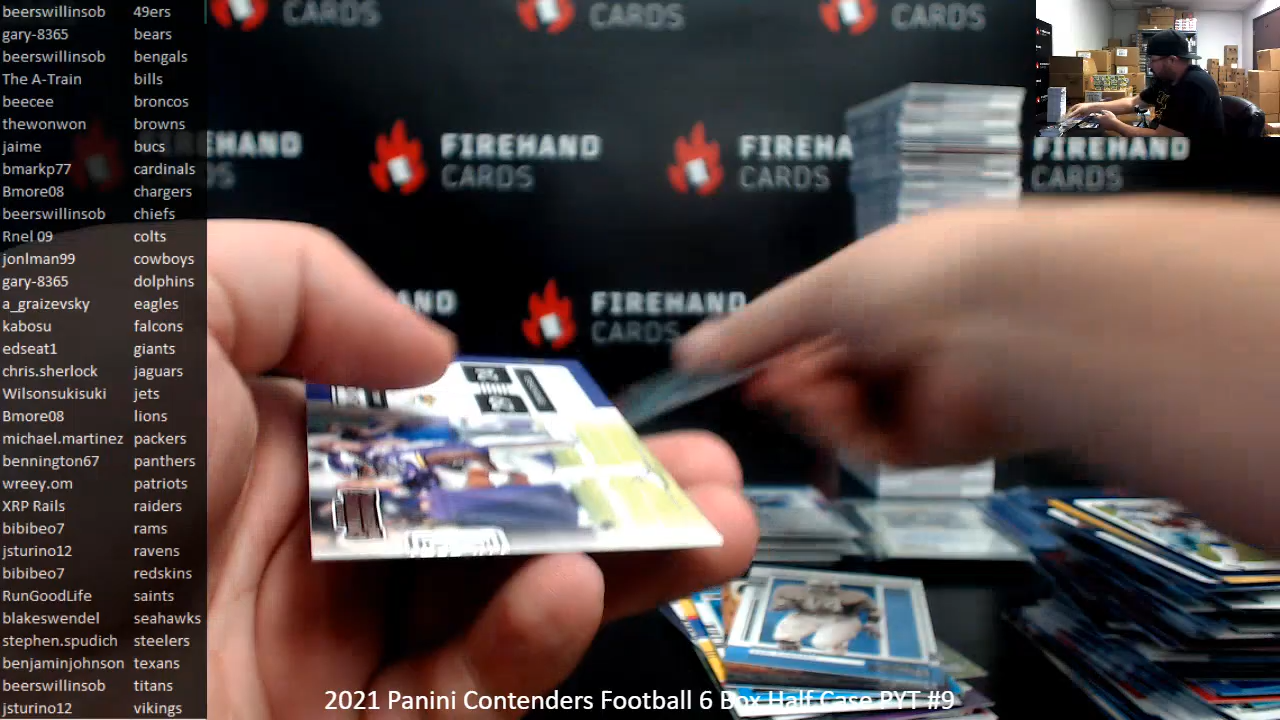 beerswillinsob 49ers
gary-8365 bears
beerswillinsob bengals
The A-Train bills
beecee broncos
thewonwon browns
jaime bucs
bmarkp77 cardinals
Bmore08 chargers
beerswillinsob chiefs
Rnel 09 colts
jonlman99 cowboys
gary-8365 dolphins
a_graizevsky eagles
kabosu falcons
edseat1 giants
chris.sherlock jaguars
Wilsonsukisuki jets
Bmore08 lions
michael.martinez packers
bennington67 panthers
wreey.om patriots
XRP Rails raiders
bibibeo7 rams
jsturino12 ravens
bibibeo7 redskins
RunGoodLife saints
blakeswendel seahawks
stephen.spudich steelers
benjaminjohnson texans
beerswillinsob titans
jsturino12 vikings
CARDS
CARDS
CARDS
FIREHAND
FIREHAND
CARDS
FIREHA
CARDS
FIREHAND
CARDS
FIREHAND
CARDS
2021 Panini Contenders Football 6 Box Half Case PYT #9